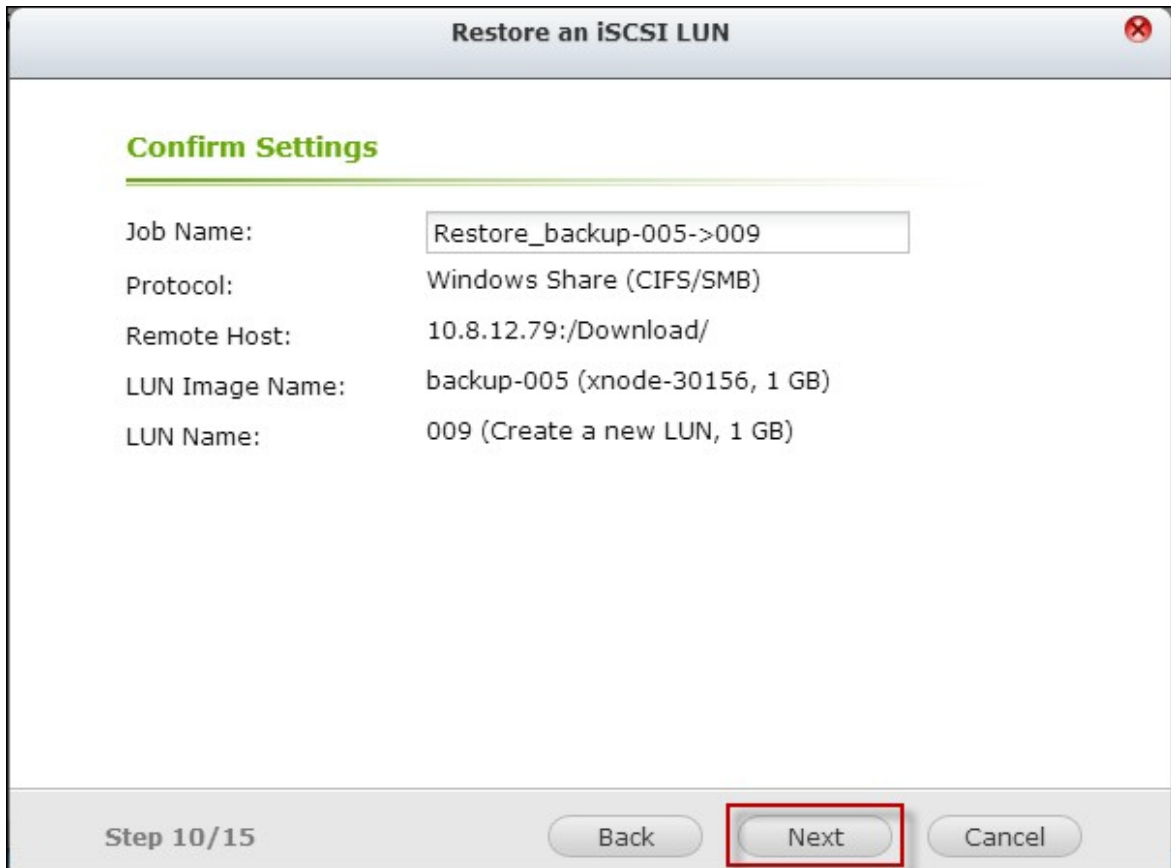 Restore an iSCSI LUN
Confirm Settings
Job Name: Restore_backup-005->009
Protocol: Windows Share (CIFS/SMB)
Remote Host: 10.8.12.79:/Download/
LUN Image Name: backup-005 (xnode-30156, 1 GB)
LUN Name: 009 (Create a new LUN, 1 GB)
Step 10/15 Back Next Cancel